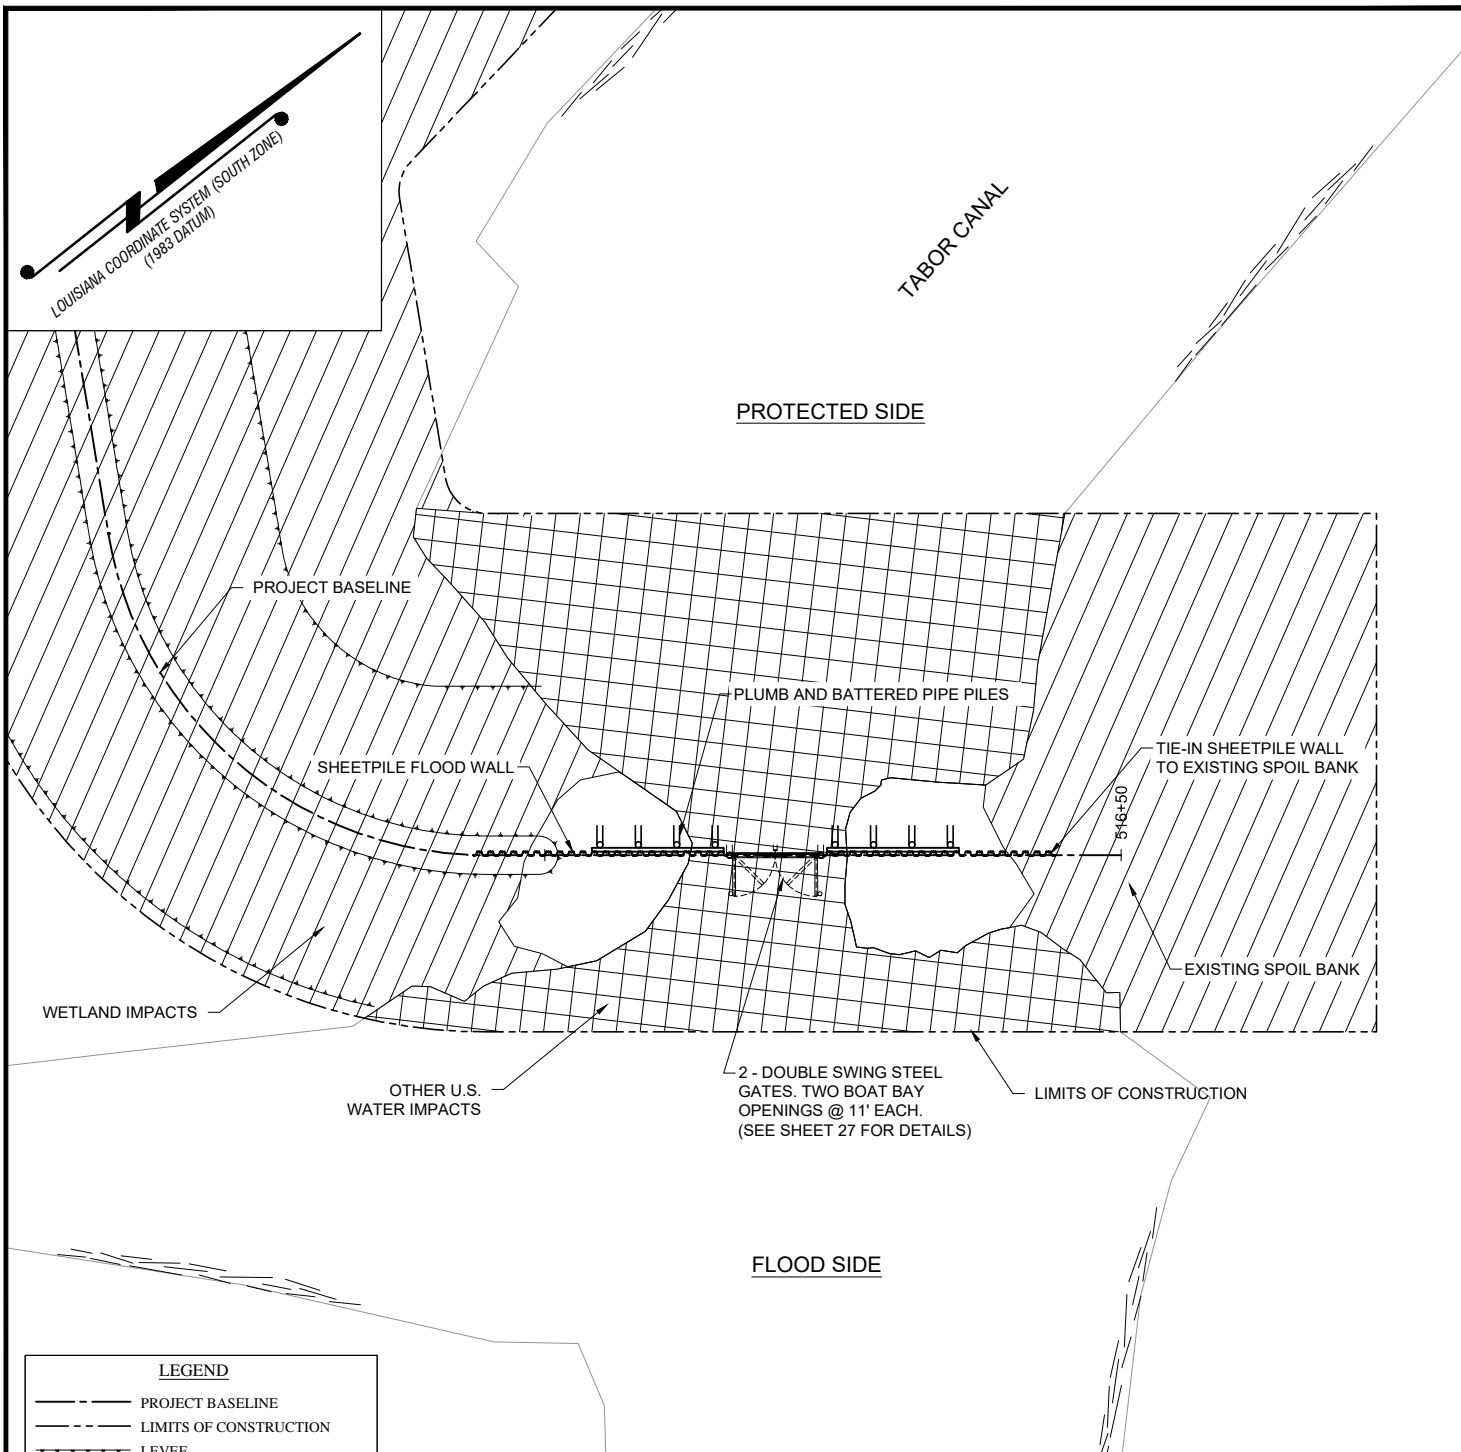 LOUISIANA COORDINATE SYSTEM (SOUTH ZONE)
(1983 DATUM)
TABOR CANAL
PROTECTED SIDE
PROJECT BASELINE
PLUMB AND BATTERED PIPE PILES
SHEETPILE FLOOD WALL
TIE-IN SHEETPILE WALL
TO EXISTING SPOIL BANK
516+50
EXISTING SPOIL BANK
WETLAND IMPACTS
OTHER U.S.
WATER IMPACTS
2 - DOUBLE SWING STEEL
GATES. TWO BOAT BAY
OPENINGS @ 11' EACH.
(SEE SHEET 27 FOR DETAILS)
LIMITS OF CONSTRUCTION
FLOOD SIDE
LEGEND
PROJECT BASELINE
LIMITS OF CONSTRUCTION
LEVEE